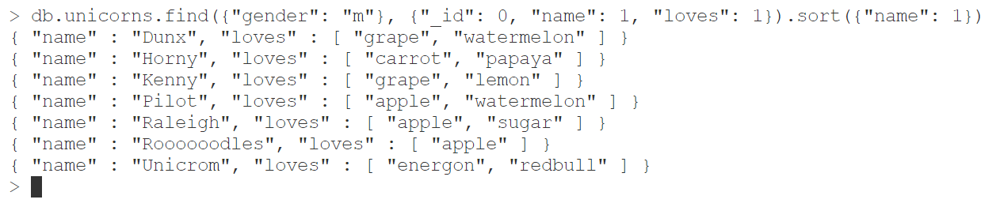 > db.unicorns.find({"gender": "m"}, {"_id": 0, "name": 1, "loves": 1}).sort({"name": 1})
{ "name" : "Dunx", "loves" : [ "grape", "watermelon" ] }
{ "name" : "Horny", "loves" : [ "carrot", "papaya" ] }
{ "name" : "Kenny", "loves" : [ "grape", "lemon" ] }
{ "name" : "Pilot", "loves" : [ "apple", "watermelon" ] }
{ "name" : "Raleigh", "loves" : [ "apple", "sugar" ] }
{ "name" : "Roooooodles", "loves" : [ "apple" ] }
{ "name" : "Unicrom", "loves" : [ "energon", "redbull" ] }
>